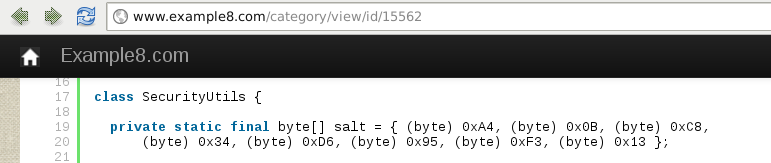 www.example8.com/category/view/id/15562
Example8.com
16
17 class SecurityUtils {
18
19 private static final byte[] salt = { (byte) 0xA4, (byte) 0x0B, (byte) 0xC8,
20 (byte) 0x34, (byte) 0xD6, (byte) 0x95, (byte) 0xF3, (byte) 0x13 };
21